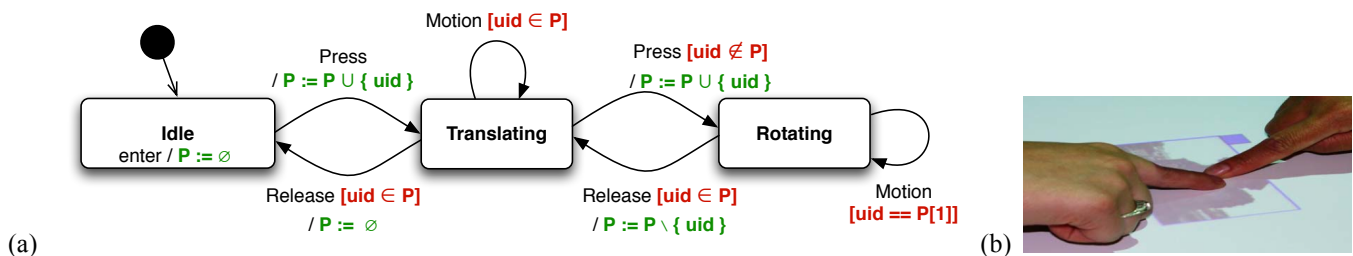 Motion [uid ∈ P]
Press
/ P := P ∪ { uid }
Press [uid ∉ P]
/ P := P ∪ { uid }
Idle
enter / P := ∅
Translating
Rotating
Release [uid ∈ P]
/ P := ∅
Release [uid ∈ P]
/ P := P \ { uid }
Motion
[uid == P[1]]
(a)
(b)